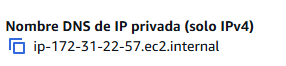 Nombre DNS de IP privada (solo IPv4)
ip-172-31-22-57.ec2.internal